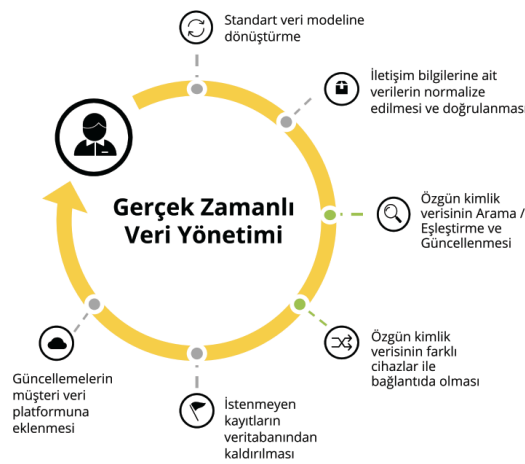 Standart veri modeline
dönüştürme
İletişim bilgilerine ait
verilerin normalize
edilmesi ve doğrulanması
Gerçek Zamanlı
Veri Yönetimi
Özgün kimlik
verisinin Arama /
Eşleştirme ve
Güncellenmesi
Özgün kimlik
verisinin farklı
cihazlar ile
bağlantıda olması
İstenmeyen
kayıtların
veritabanından
kaldırılması
Güncellemelerin
müşteri veri
platformuna
eklenmesi